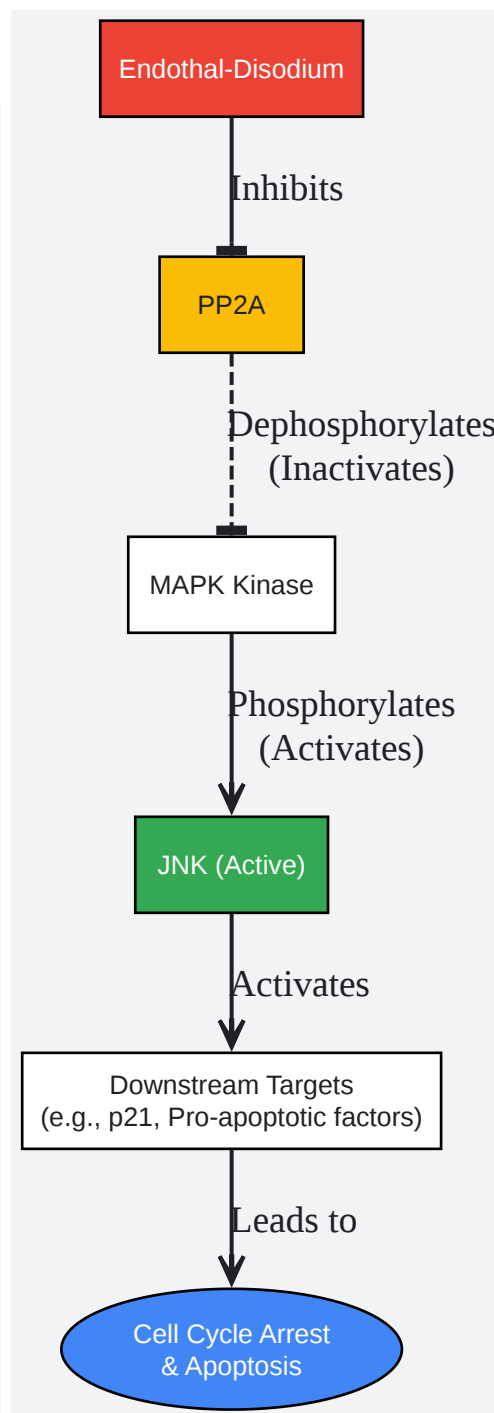 Endothal-Disodium
Inhibits
PP2A
Dephosphorylates
(Inactivates)
MAPK Kinase
Phosphorylates
(Activates)
JNK (Active)
Activates
Downstream Targets
(e.g., p21, Pro-apoptotic factors)
Leads to
Cell Cycle Arrest
& Apoptosis